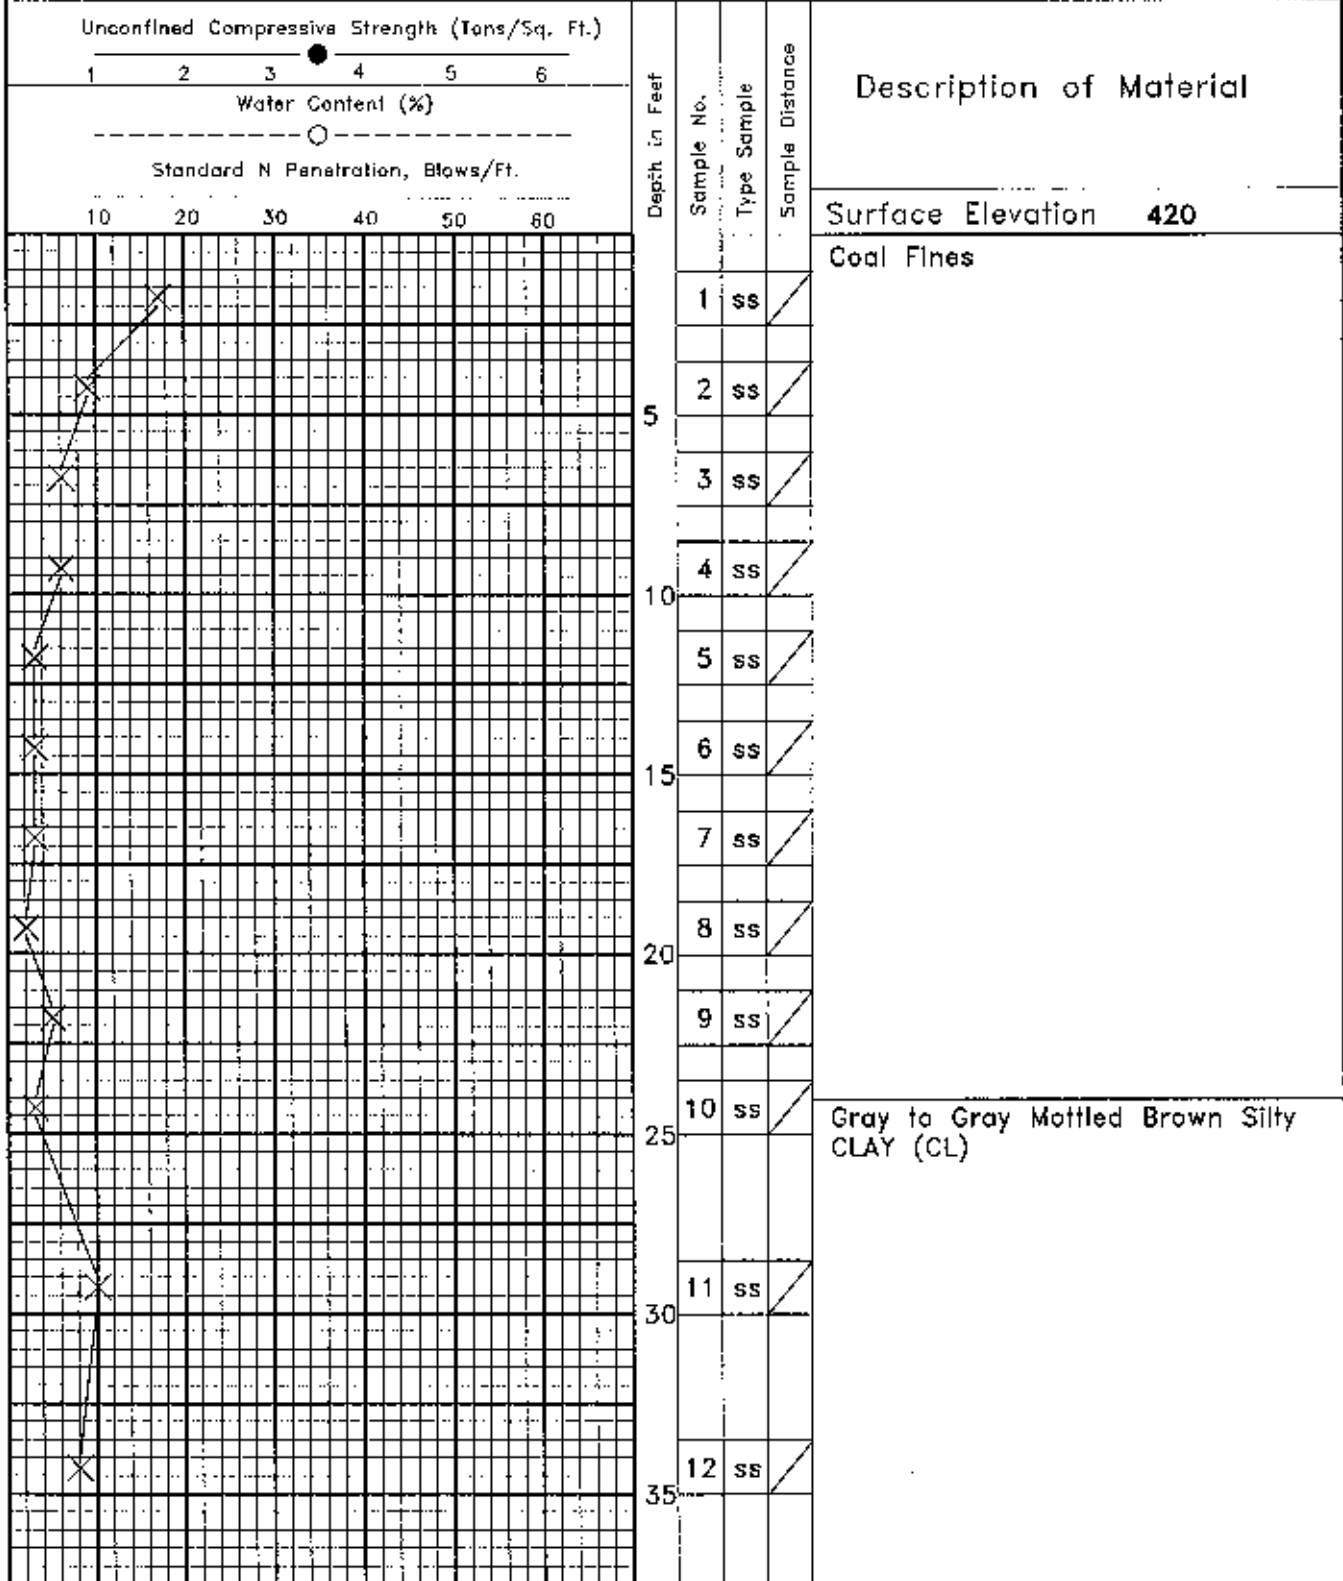 Unconfined Compressive Strength (Tons/Sq. Ft.)
1 2 3 4 5 6
Water Content (%)
Standard N Penetration, Blows/Ft.
10 20 30 40 50 60
Depth in Feet
Sample No.
Type Sample
Sample Distance
Description of Material
Surface Elevation 420
Coal Fines
1 ss
2 ss
5
3 ss
4 ss
10
5 ss
6 ss
15
7 ss
8 ss
20
9 ss
10 ss
Gray to Gray Mottled Brown Silty
CLAY (CL)
25
11 ss
30
12 ss
35